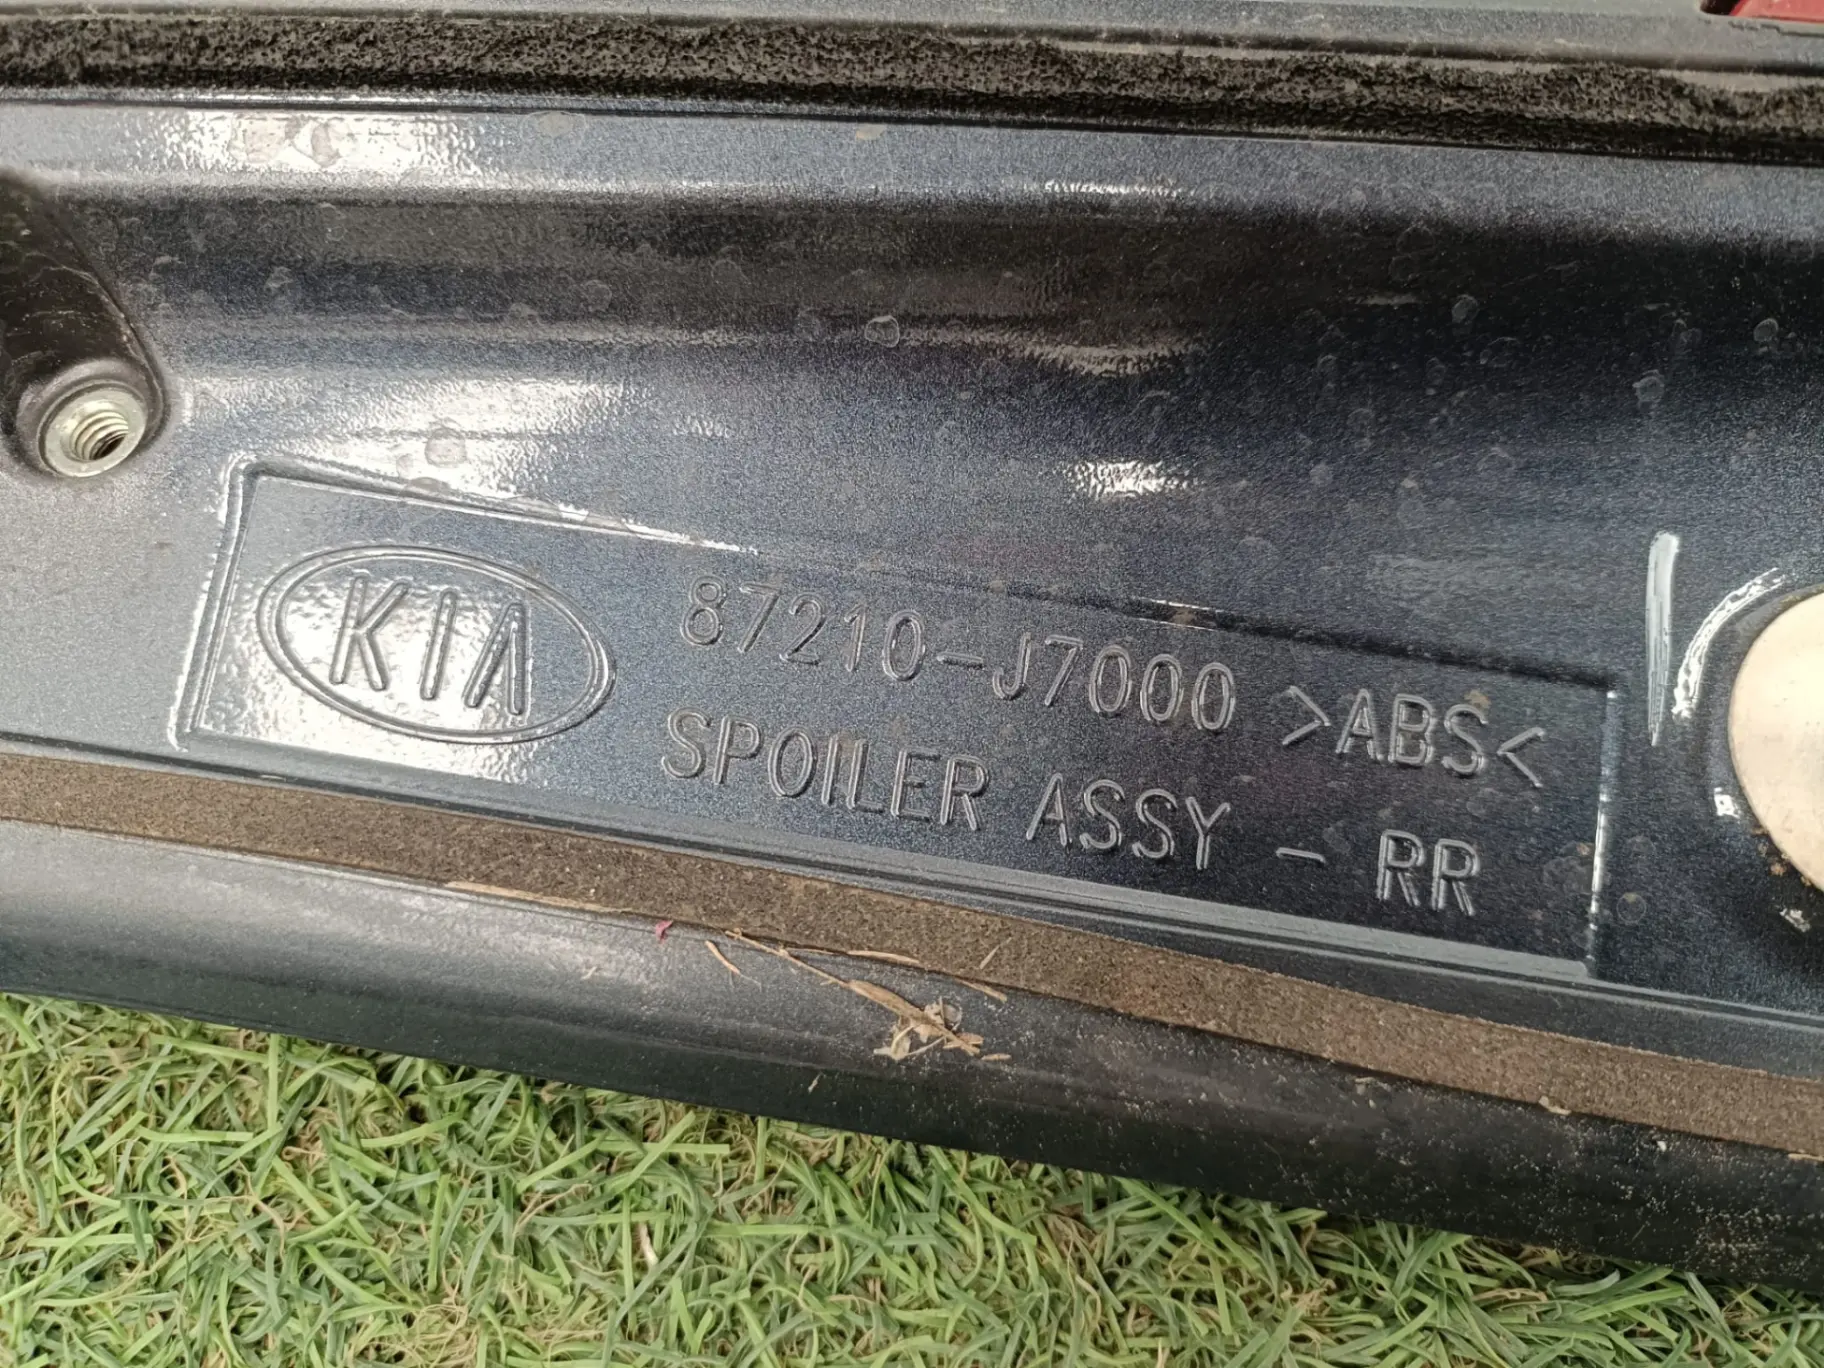 KIA
87210-J7000 >ABS<
SPOILER ASSY - RR